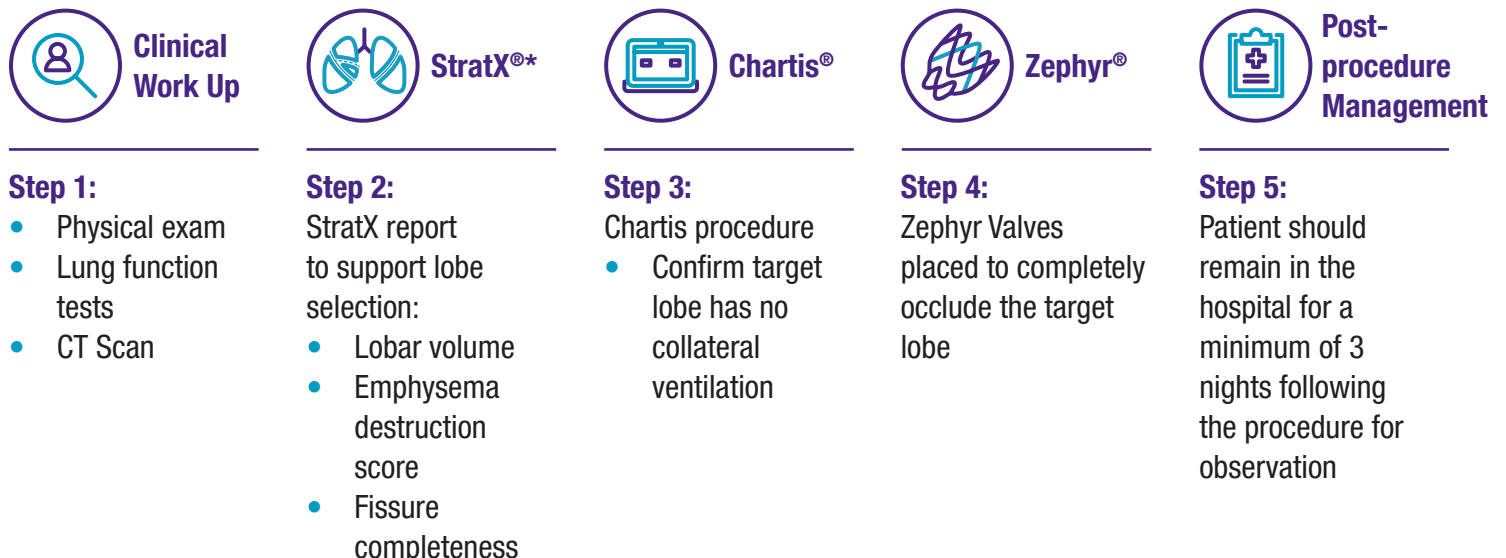 Clinical
Work Up
Step 1:
• Physical exam
• Lung function
tests
• CT Scan
StratX®*
Step 2:
StratX report
to support lobe
selection:
• Lobar volume
• Emphysema
destruction
score
• Fissure
completeness
Chartis®
Step 3:
Chartis procedure
• Confirm target
lobe has no
collateral
ventilation
Zephyr®
Step 4:
Zephyr Valves
placed to completely
occlude the target
lobe
Post-
procedure
Management
Step 5:
Patient should
remain in the
hospital for a
minimum of 3
nights following
the procedure for
observation